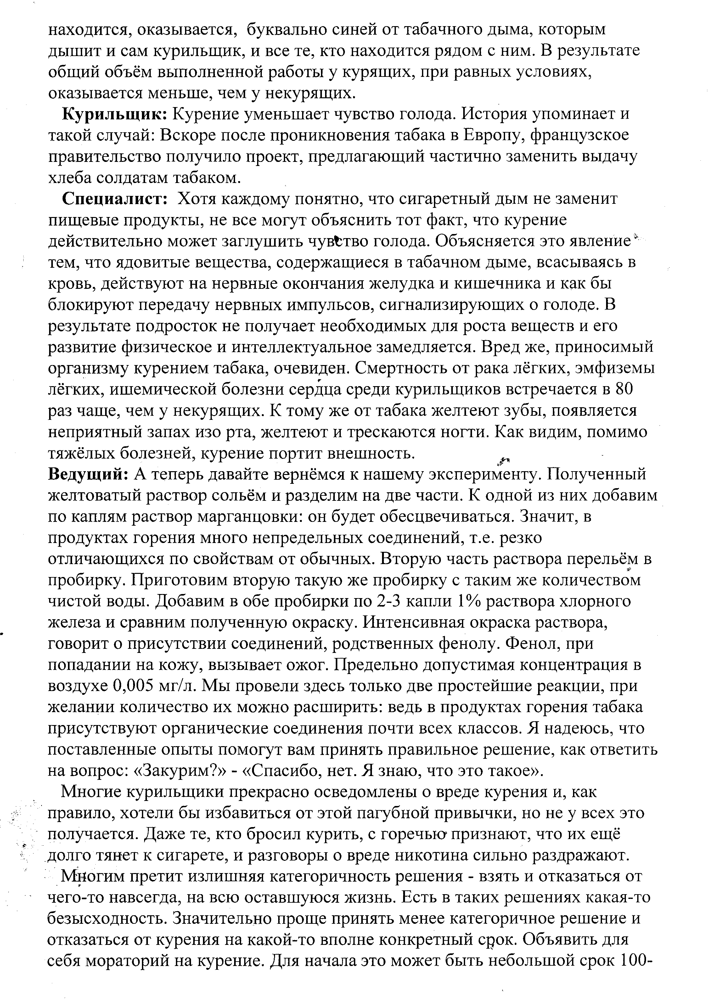 находится, оказывается, буквально синей от табачного дыма, которым
дышит и сам курильщик, и все те, кто находится рядом с ним. В результате
общий объём выполненной работы у курящих, при равных условиях,
оказывается меньше, чем у некурящих.
Курильщик: Курение уменьшает чувство голода. История упоминает и
такой случай: Вскоре после проникновения табака в Европу, французское
правительство получило проект, предлагающий частично заменить выдачу
хлеба солдатам табаком.
Специалист: Хотя каждому понятно, что сигаретный дым не заменит
пищевые продукты, не все могут объяснить тот факт, что курение
действительно может заглушить чувство голода. Объясняется это явление
тем, что ядовитые вещества, содержащиеся в табачном дыме, всасываясь в
кровь, действуют на нервные окончания желудка и кишечника и как бы
блокируют передачу нервных импульсов, сигнализирующих о голоде. В
результате подросток не получает необходимых для роста веществ и его
развитие физическое и интеллектуальное замедляется. Вред же, приносимый
организму курением табака, очевиден. Смертность от рака лёгких, эмфиземы
лёгких, ишемической болезни сердца среди курильщиков встречается в 80
раз чаще, чем у некурящих. К тому же от табака желтеют зубы, появляется
неприятный запах изо рта, желтеют и трескаются ногти. Как видим, помимо
тяжёлых болезней, курение портит внешность.
Ведущий: А теперь давайте вернёмся к нашему эксперименту. Полученный
желтоватый раствор сольём и разделим на две части. К одной из них добавим
по каплям раствор марганцовки: он будет обесцвечиваться. Значит, в
продуктах горения много непредельных соединений, т.е. резко
отличающихся по свойствам от обычных. Вторую часть раствора перельём в
пробирку. Приготовим вторую такую же пробирку с таким же количеством
чистой воды. Добавим в обе пробирки по 2-3 капли 1% раствора хлорного
железа и сравним полученную окраску. Интенсивная окраска раствора,
говорит о присутствии соединений, родственных фенолу. Фенол, при
попадании на кожу, вызывает ожог. Предельно допустимая концентрация в
воздухе 0,005 мг/л. Мы провели здесь только две простейшие реакции, при
желании количество их можно расширить: ведь в продуктах горения табака
присутствуют органические соединения почти всех классов. Я надеюсь, что
поставленные опыты помогут вам принять правильное решение, как ответить
на вопрос: «Закурим?» - «Спасибо, нет. Я знаю, что это такое».
Многие курильщики прекрасно осведомлены о вреде курения и, как
правило, хотели бы избавиться от этой пагубной привычки, но не у всех это
получается. Даже те, кто бросил курить, с горечью признают, что их ещё
долго тянет к сигарете, и разговоры о вреде никотина сильно раздражают.
Многим претит излишняя категоричность решения - взять и отказаться от
чего-то навсегда, на всю оставшуюся жизнь. Есть в таких решениях какая-то
безысходность. Значительно проще принять менее категоричное решение и
отказаться от курения на какой-то вполне конкретный срок. Объявить для
себя мораторий на курение. Для начала это может быть небольшой срок 100-